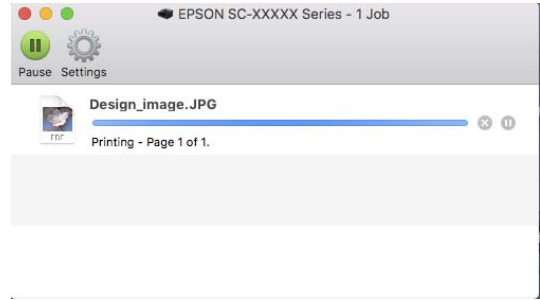 EPSON SC-XXXXX Series - 1 Job
Pause Settings
Design_image.JPG
Printing - Page 1 of 1.